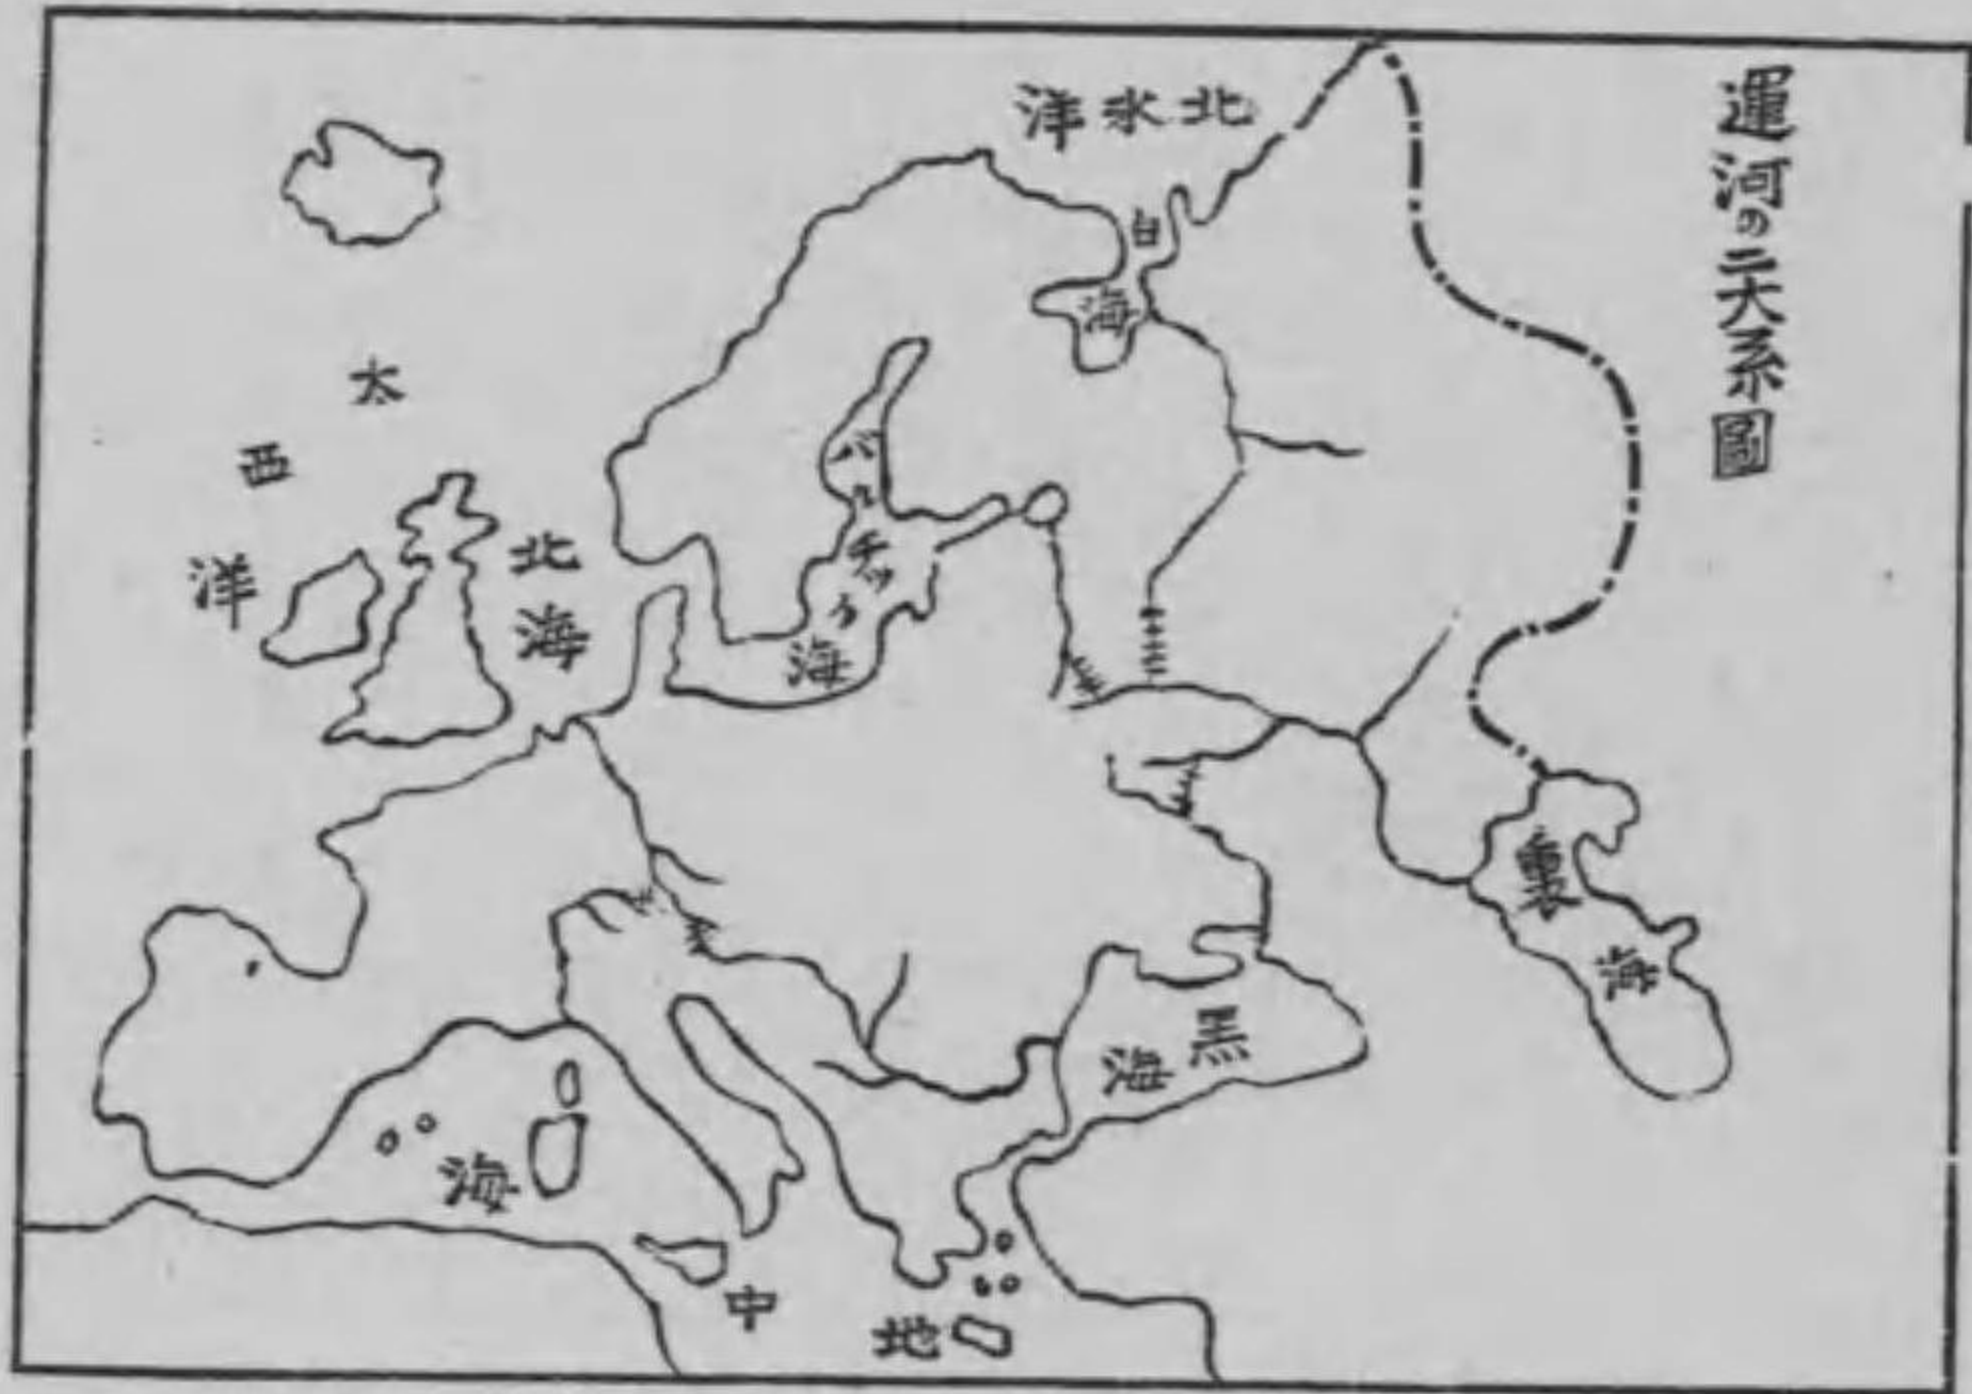 運河の二大系圖
北氷洋
白海
太西洋
北海
バルチック海
裏海
黒海
地中海